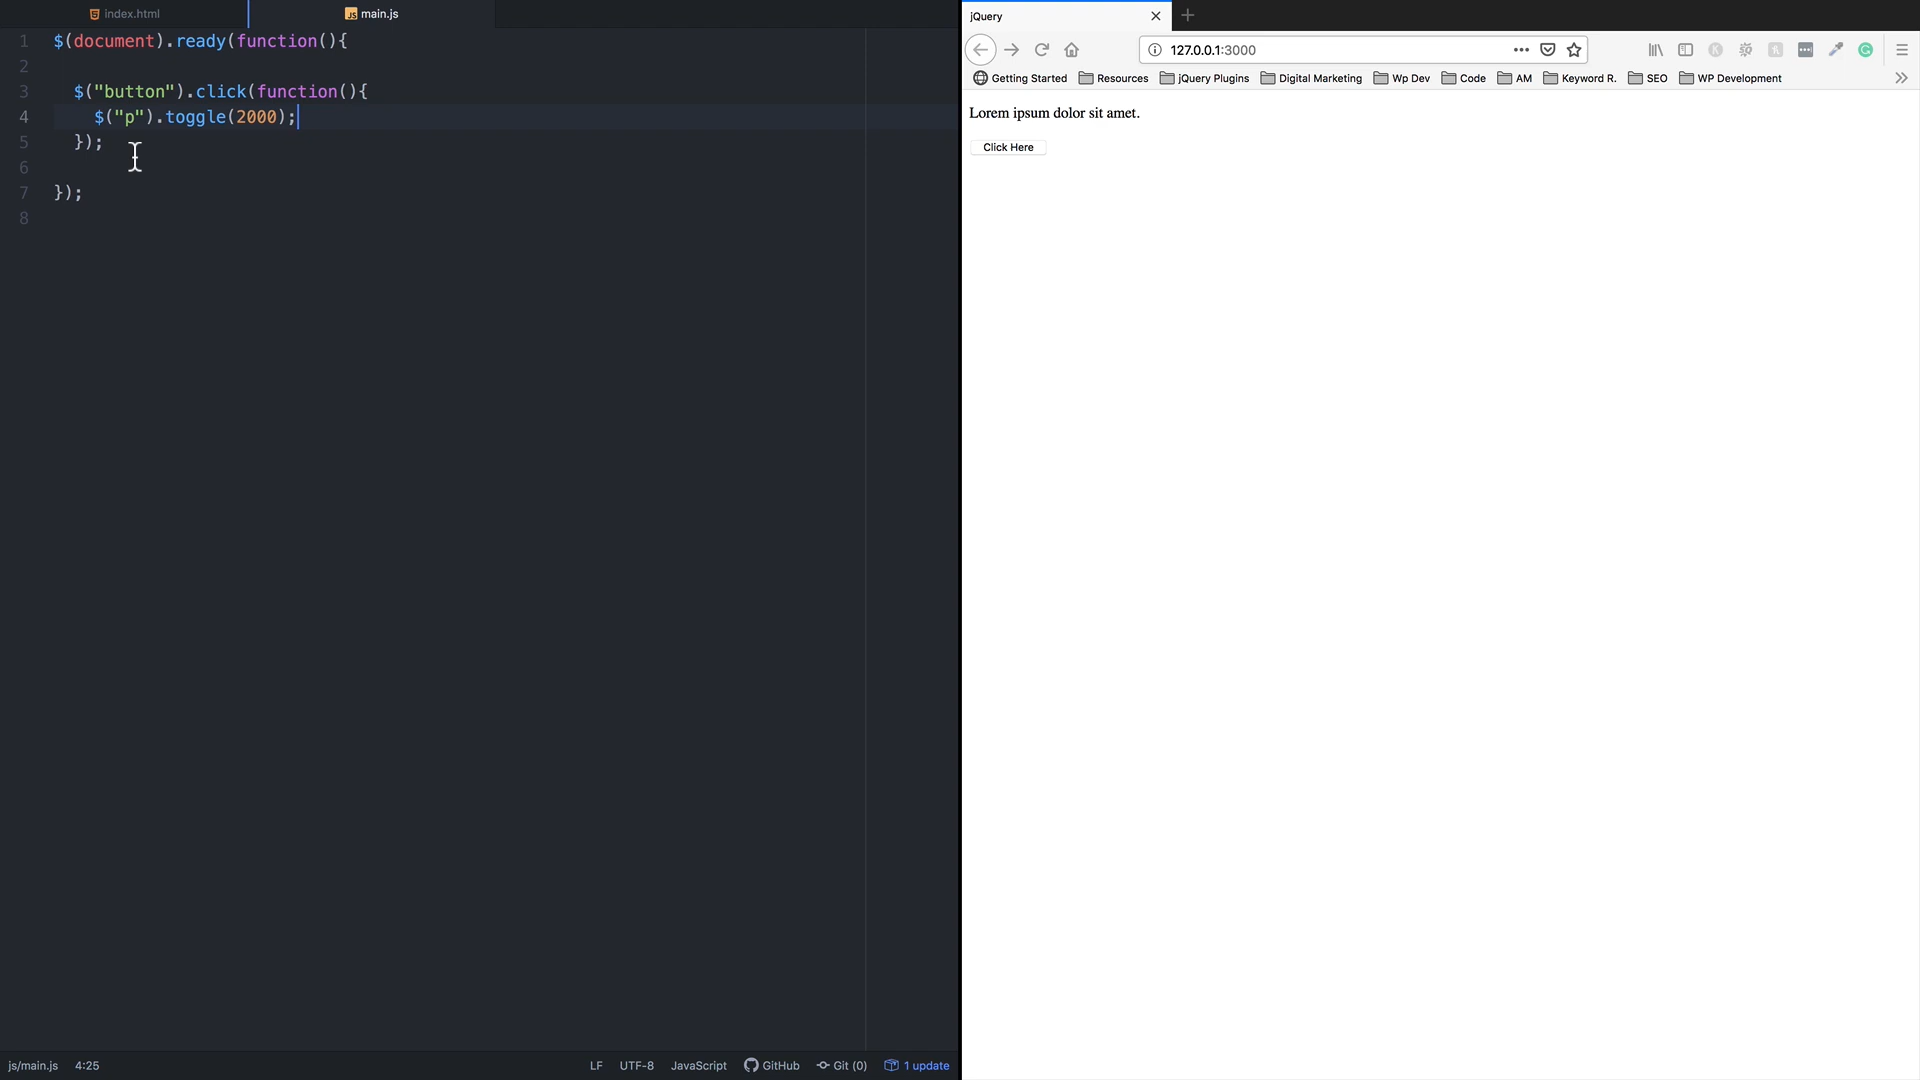 index.html
main.js
1 $(document).ready(function(){
2
3 $("button").click(function(){
4 $("p").toggle(2000);
5 });
6
7 });
8
js/main.js 4:25 LF UTF-8 JavaScript GitHub Git (0) 1 update
jQuery
127.0.0.1:3000
Getting Started Resources jQuery Plugins Digital Marketing Wp Dev Code AM Keyword R. SEO WP Development
Lorem ipsum dolor sit amet.
Click Here